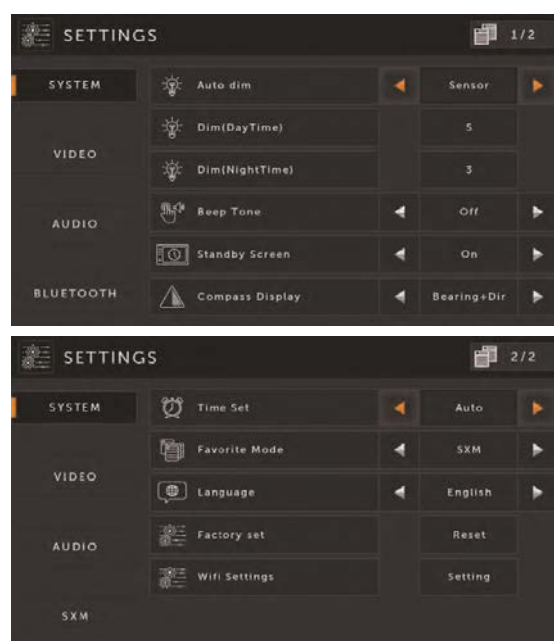 SETTINGS 1/2
SYSTEM Auto dim Sensor
Dim(DayTime) 5
VIDEO
Dim(NightTime) 3
Beep Tone Off
AUDIO
Standby Screen On
BLUETOOTH Compass Display Bearing+Dir
SETTINGS 2/2
SYSTEM Time Set Auto
Favorite Mode SXM
VIDEO
Language English
Factory set Reset
AUDIO
Wifi Settings Setting
SXM